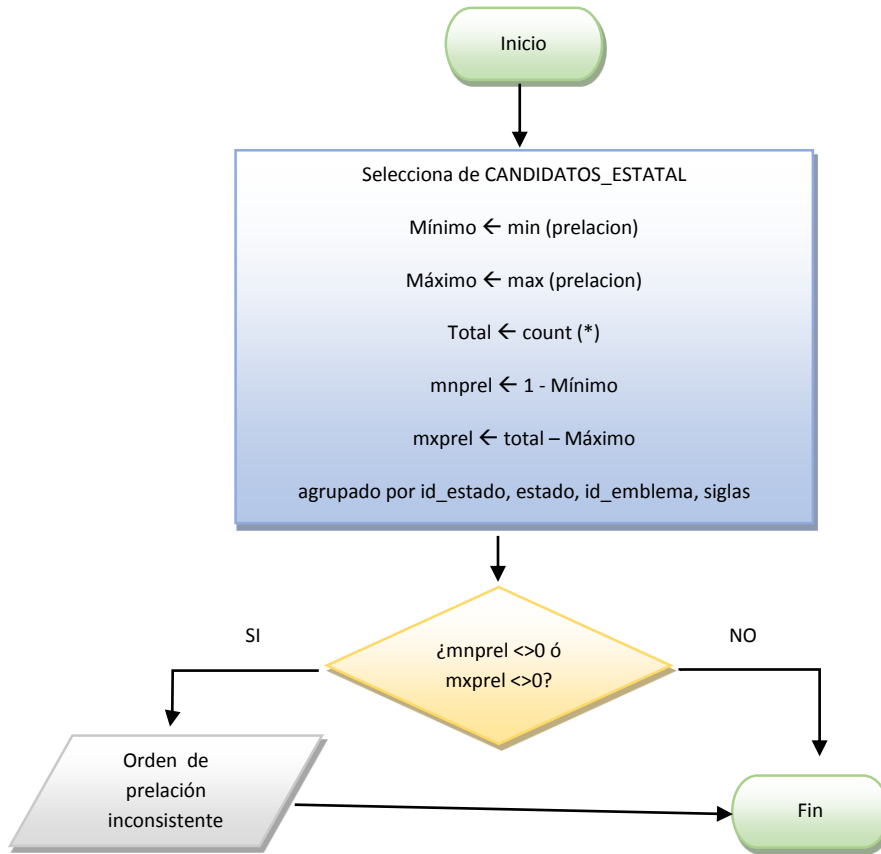 Inicio
Selecciona de CANDIDATOS_ESTATAL
Mínimo ← min (prelacion)
Máximo ← max (prelacion)
Total ← count (*)
mnprel ← 1 - Mínimo
mxprel ← total – Máximo
agrupado por id_estado, estado, id_emblema, siglas
SI
¿mnprel <>0 ó
mxprel <>0?
NO
Orden de
prelación
inconsistente
Fin